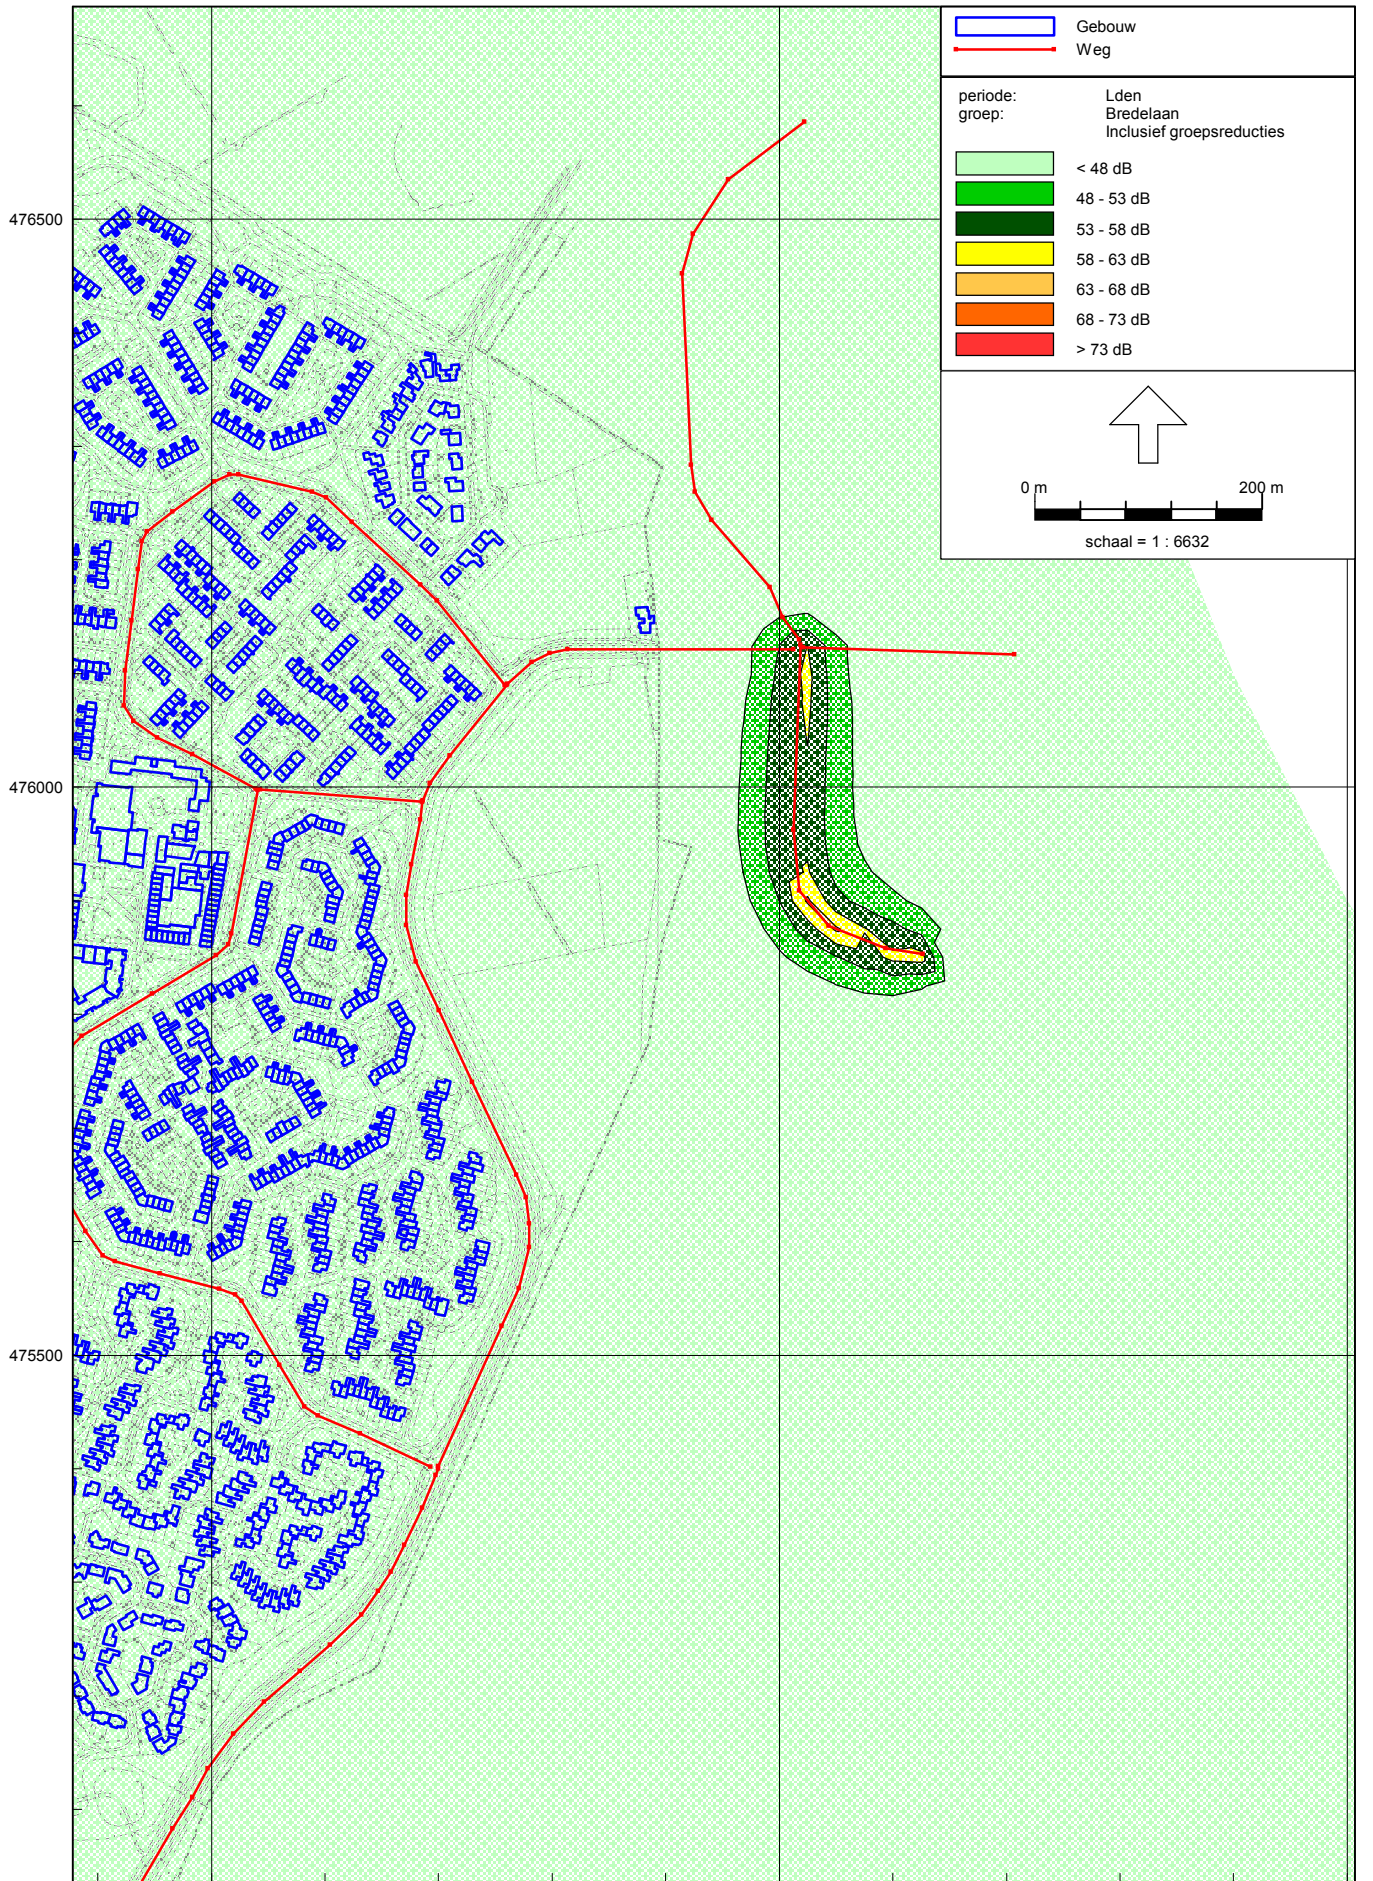 Gebouw
Weg
periode: Lden
groep: Bredelaan
Inclusief groepsreducties
< 48 dB
48 - 53 dB
53 - 58 dB
58 - 63 dB
63 - 68 dB
68 - 73 dB
> 73 dB
0 m 200 m
schaal = 1 : 6632
476500
476000
475500